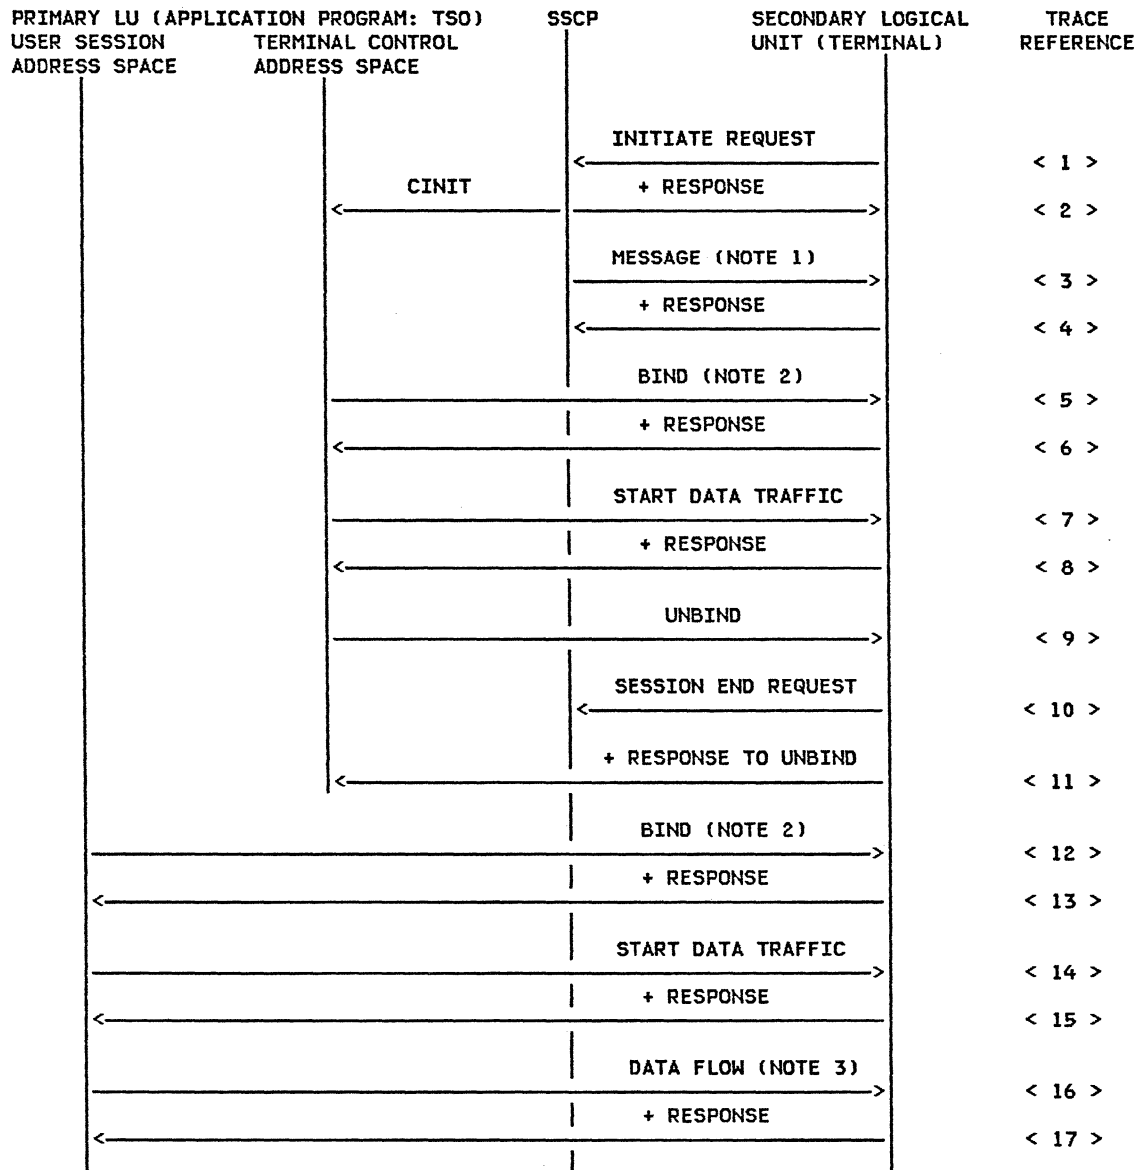 PRIMARY LU (APPLICATION PROGRAM: TSO) SSCP SECONDARY LOGICAL TRACE
USER SESSION TERMINAL CONTROL UNIT (TERMINAL) REFERENCE
ADDRESS SPACE ADDRESS SPACE
INITIATE REQUEST
< 1 >
CINIT + RESPONSE
< 2 >
MESSAGE (NOTE 1)
< 3 >
+ RESPONSE
< 4 >
BIND (NOTE 2)
< 5 >
+ RESPONSE
< 6 >
START DATA TRAFFIC
< 7 >
+ RESPONSE
< 8 >
UNBIND
< 9 >
SESSION END REQUEST
< 10 >
+ RESPONSE TO UNBIND
< 11 >
BIND (NOTE 2)
< 12 >
+ RESPONSE
< 13 >
START DATA TRAFFIC
< 14 >
+ RESPONSE
< 15 >
DATA FLOW (NOTE 3)
< 16 >
+ RESPONSE
< 17 >